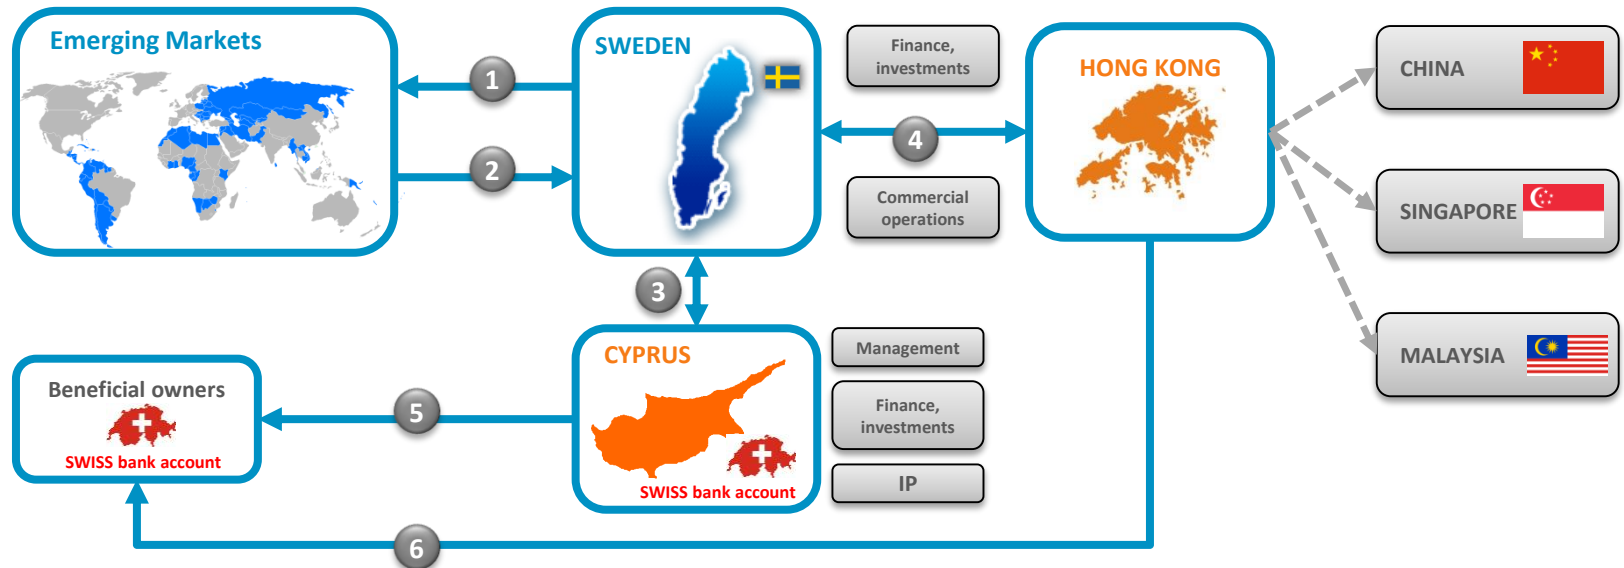 Emerging Markets
1
2
SWEDEN
Finance,
investments
4
Commercial
operations
HONG KONG
CHINA
SINGAPORE
MALAYSIA
3
Beneficial owners
SWISS bank account
5
CYPRUS
SWISS bank account
Management
Finance,
investments
IP
6